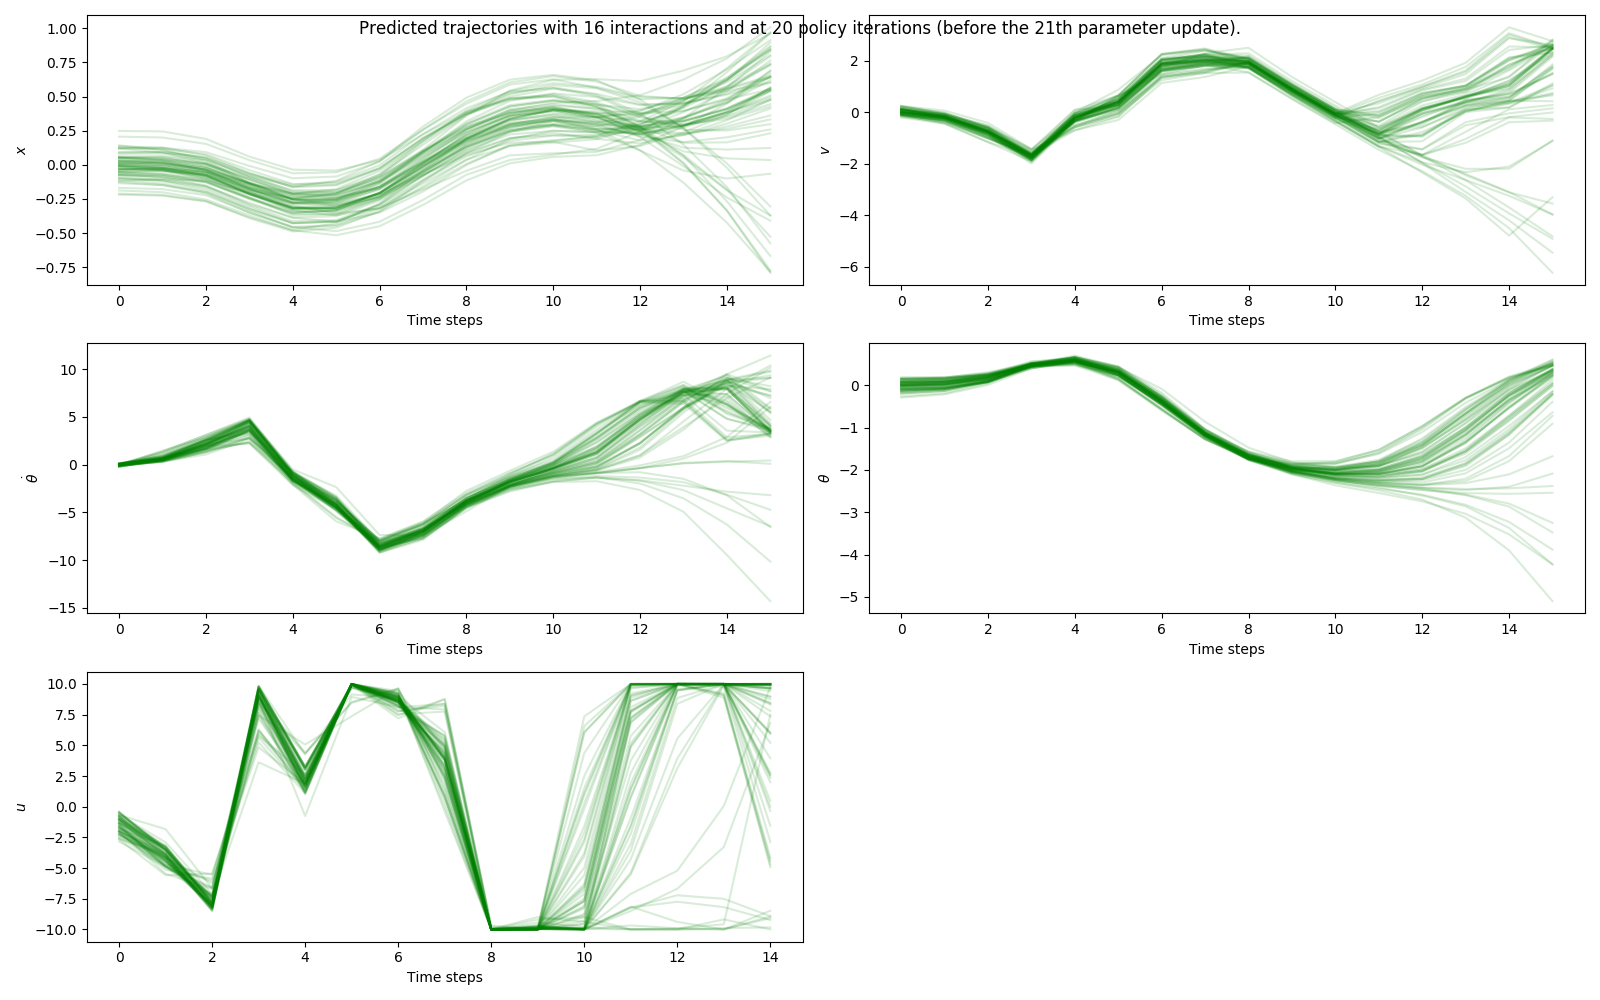 Predicted trajectories with 16 interactions and at 20 policy iterations (before the 21th parameter update).
1.00
0.75
0.50
0.25
0.00
−0.25
−0.50
−0.75
x
0 2 4 6 8 10 12 14
Time steps
2
0
−2
−4
−6
v
0 2 4 6 8 10 12 14
Time steps
10
5
0
−5
−10
−15
θ̇
0 2 4 6 8 10 12 14
Time steps
0
−1
−2
−3
−4
−5
θ
0 2 4 6 8 10 12 14
Time steps
10.0
7.5
5.0
2.5
0.0
−2.5
−5.0
−7.5
−10.0
u
0 2 4 6 8 10 12 14
Time steps